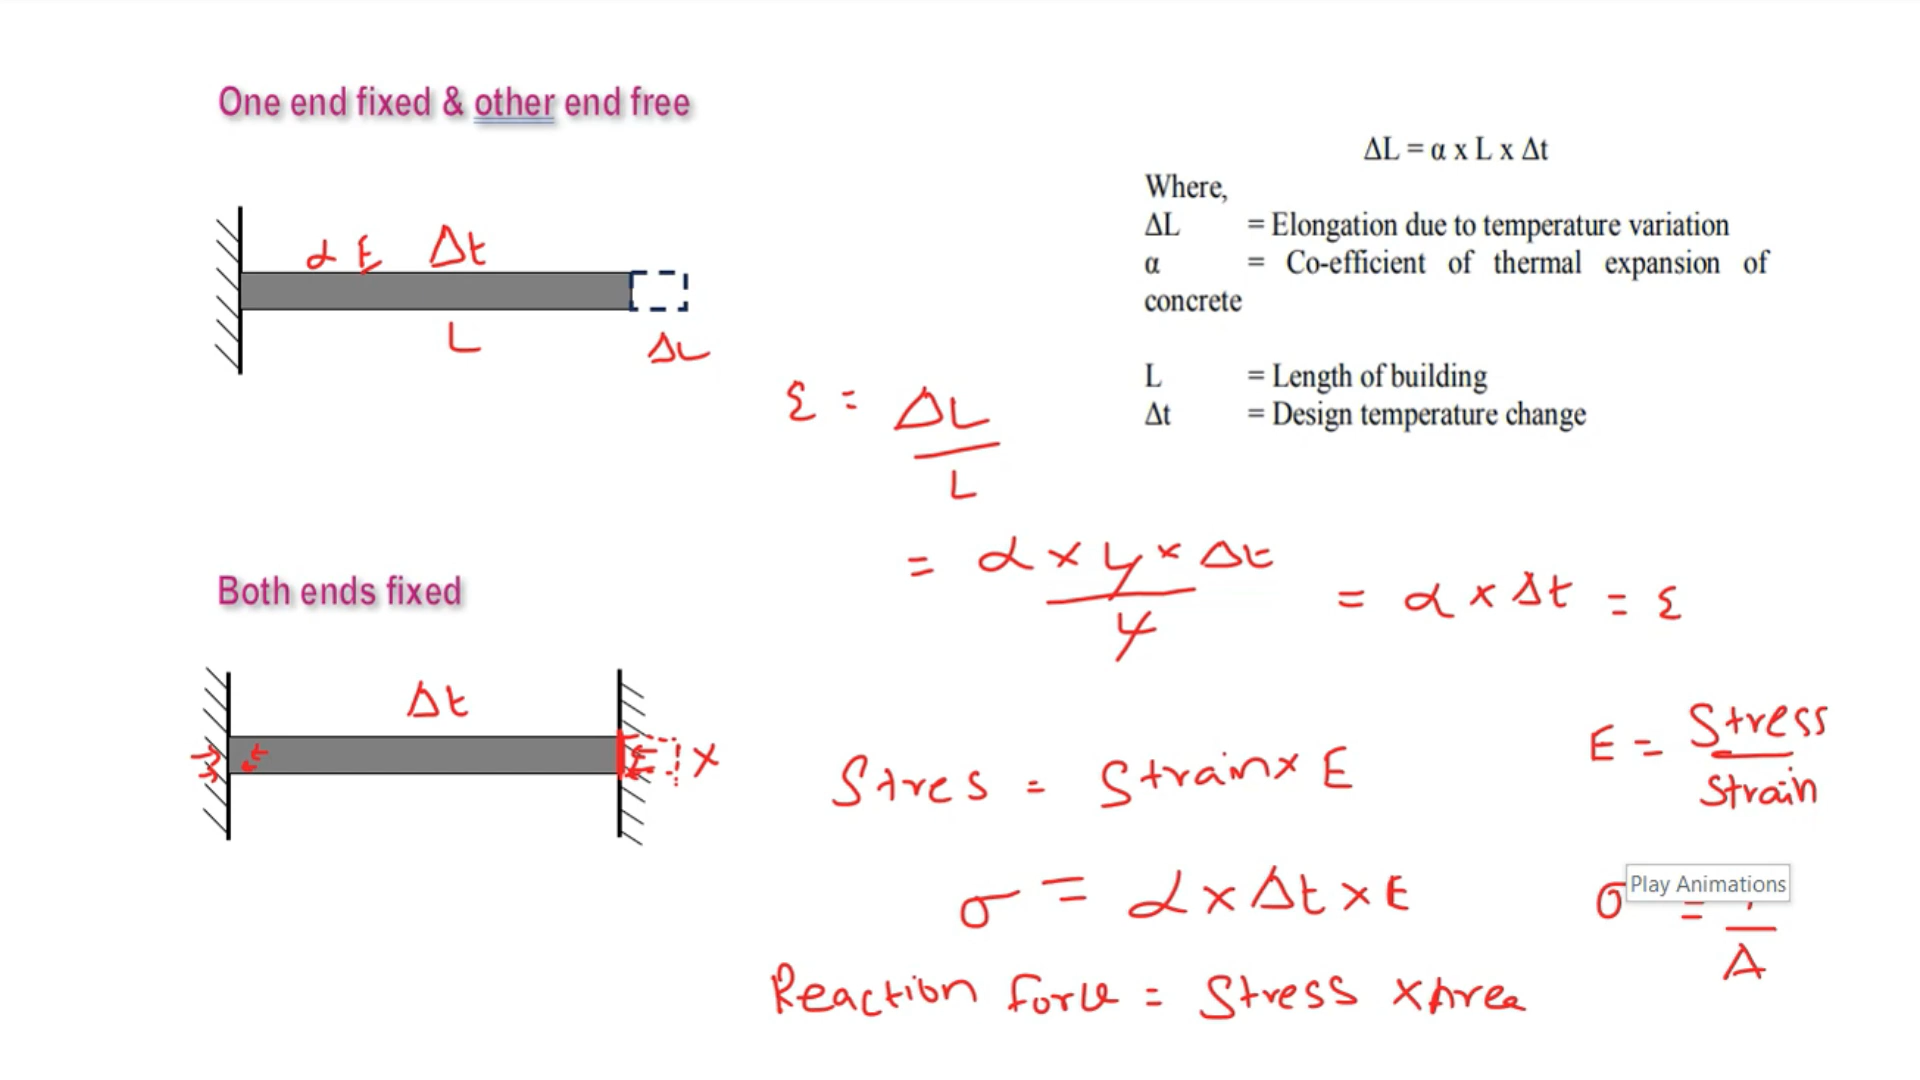 One end fixed & other end free
ΔL = α x L x Δt
Where,
ΔL = Elongation due to temperature variation
α = Co-efficient of thermal expansion of
concrete
L = Length of building
Δt = Design temperature change
α E Δt
L
ΔL
ε = ΔL
L
= α × L × Δt
L
= α × Δt = ε
Both ends fixed
Δt
X
Stres = Strain × E
E = Stress
Strain
σ = α × Δt × E
Play Animations
σ =
A
Reaction Force = Stress × Area